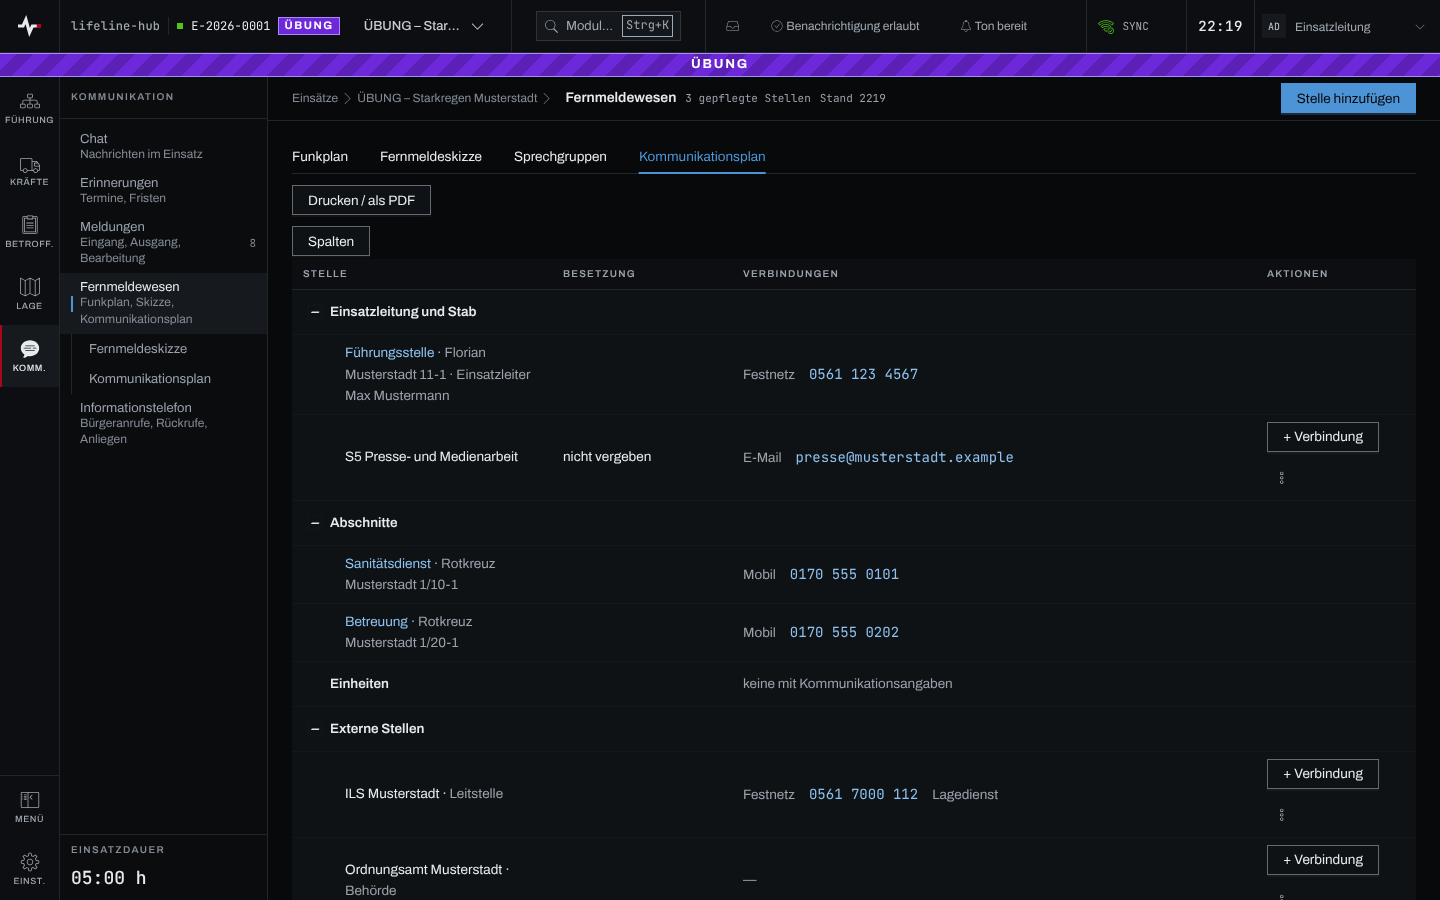 lifeline-hub
E-2026-0001 ÜBUNG
ÜBUNG – Star...
Modul... Strg+K
Benachrichtigung erlaubt
Ton bereit
SYNC
22:19
AD Einsatzleitung
ÜBUNG
FÜHRUNG
KRÄFTE
BETROFF.
LAGE
KOMM.
MENÜ
EINST.
KOMMUNIKATION
Chat
Nachrichten im Einsatz
Erinnerungen
Termine, Fristen
Meldungen
Eingang, Ausgang, 8
Bearbeitung
Fernmeldewesen
Funkplan, Skizze,
Kommunikationsplan
Fernmeldeskizze
Kommunikationsplan
Informationstelefon
Bürgeranrufe, Rückrufe,
Anliegen
EINSATZDAUER
05:00 h
Einsätze ÜBUNG – Starkregen Musterstadt Fernmeldewesen 3 gepflegte Stellen Stand 2219
Stelle hinzufügen
Funkplan Fernmeldeskizze Sprechgruppen Kommunikationsplan
Drucken / als PDF
Spalten
STELLE BESETZUNG VERBINDUNGEN AKTIONEN
– Einsatzleitung und Stab
Führungsstelle · Florian
Musterstadt 11-1 · Einsatzleiter
Max Mustermann
Festnetz 0561 123 4567
S5 Presse- und Medienarbeit nicht vergeben E-Mail presse@musterstadt.example
+ Verbindung
– Abschnitte
Sanitätsdienst · Rotkreuz
Musterstadt 1/10-1
Mobil 0170 555 0101
Betreuung · Rotkreuz
Musterstadt 1/20-1
Mobil 0170 555 0202
Einheiten keine mit Kommunikationsangaben
– Externe Stellen
ILS Musterstadt · Leitstelle Festnetz 0561 7000 112 Lagedienst
+ Verbindung
Ordnungsamt Musterstadt ·
Behörde
—
+ Verbindung